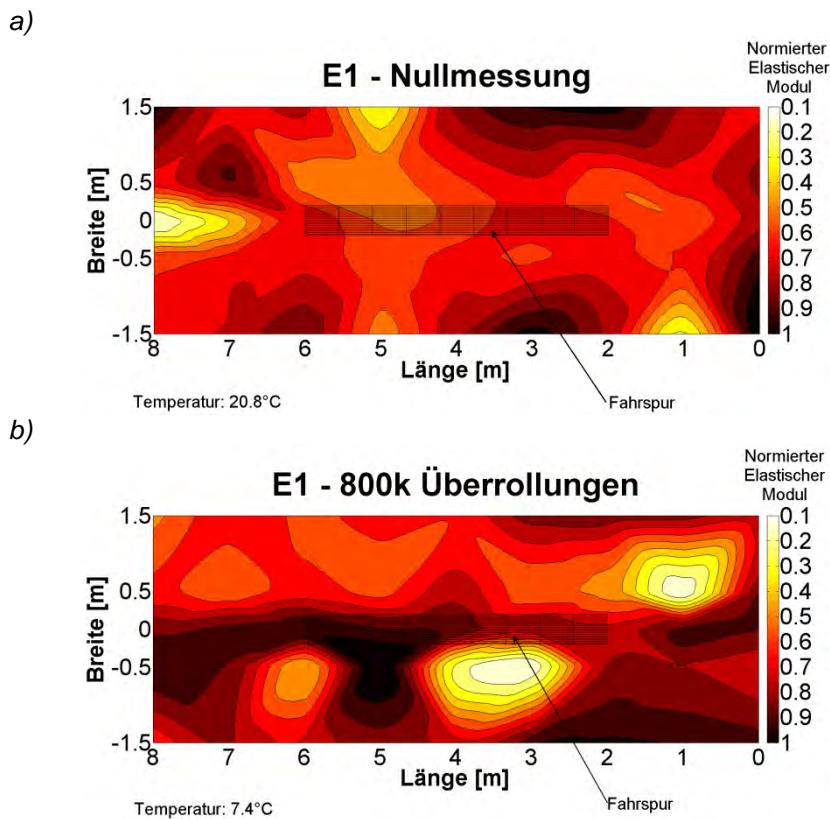 a)
E1 - Nullmessung
Normierter
Elastischer
Modul
1.5
0.5
0
-0.5
-1.5
Breite [m]
8 7 6 5 4 3 2 1 0
Länge [m]
0.1
0.2
0.3
0.4
0.5
0.6
0.7
0.8
0.9
1
Temperatur: 20.8°C
Fahrspur
b)
E1 - 800k Überrollungen
Normierter
Elastischer
Modul
1.5
0.5
0
-0.5
-1.5
Breite [m]
8 7 6 5 4 3 2 1 0
Länge [m]
0.1
0.2
0.3
0.4
0.5
0.6
0.7
0.8
0.9
1
Temperatur: 7.4°C
Fahrspur